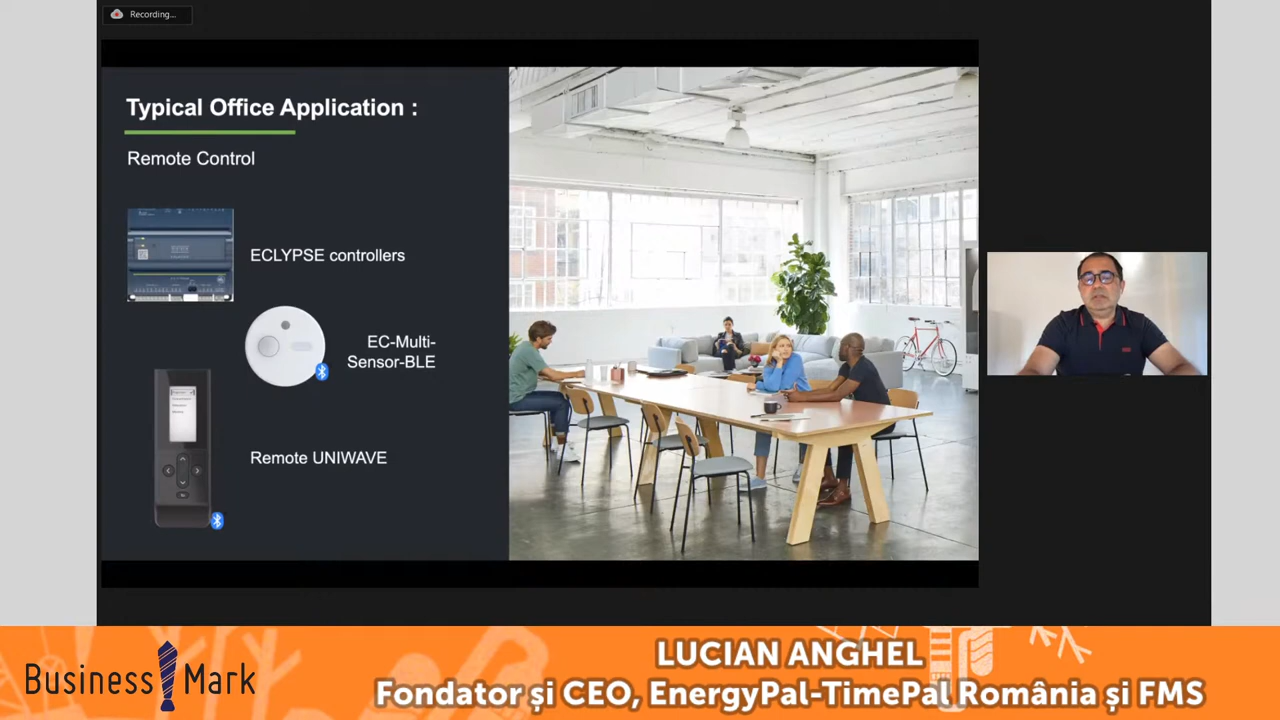 Recording...
Typical Office Application :
Remote Control
ECLYPSE controllers
EC-Multi-
Sensor-BLE
Remote UNIWAVE
Business Mark
LUCIAN ANGHEL
Fondator și CEO, EnergyPal-TimePal România și FMS